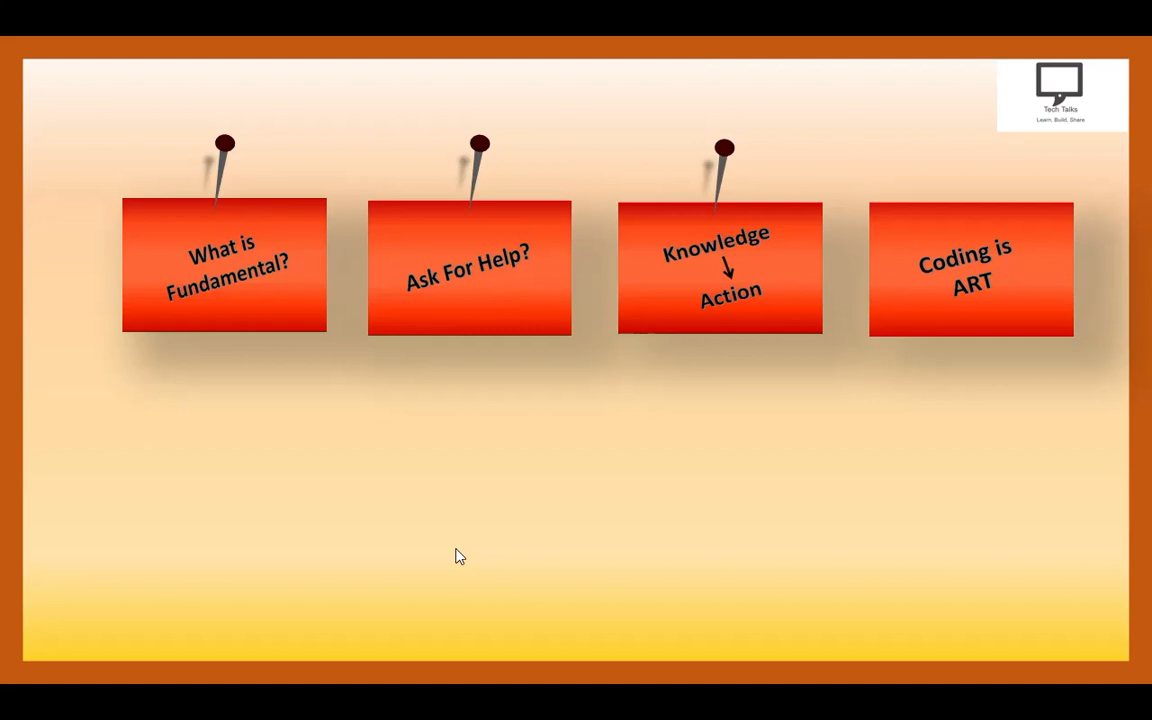 Tech Talks
Learn. Build. Share
What is
Fundamental?
Ask For Help?
Knowledge
Action
Coding is
ART